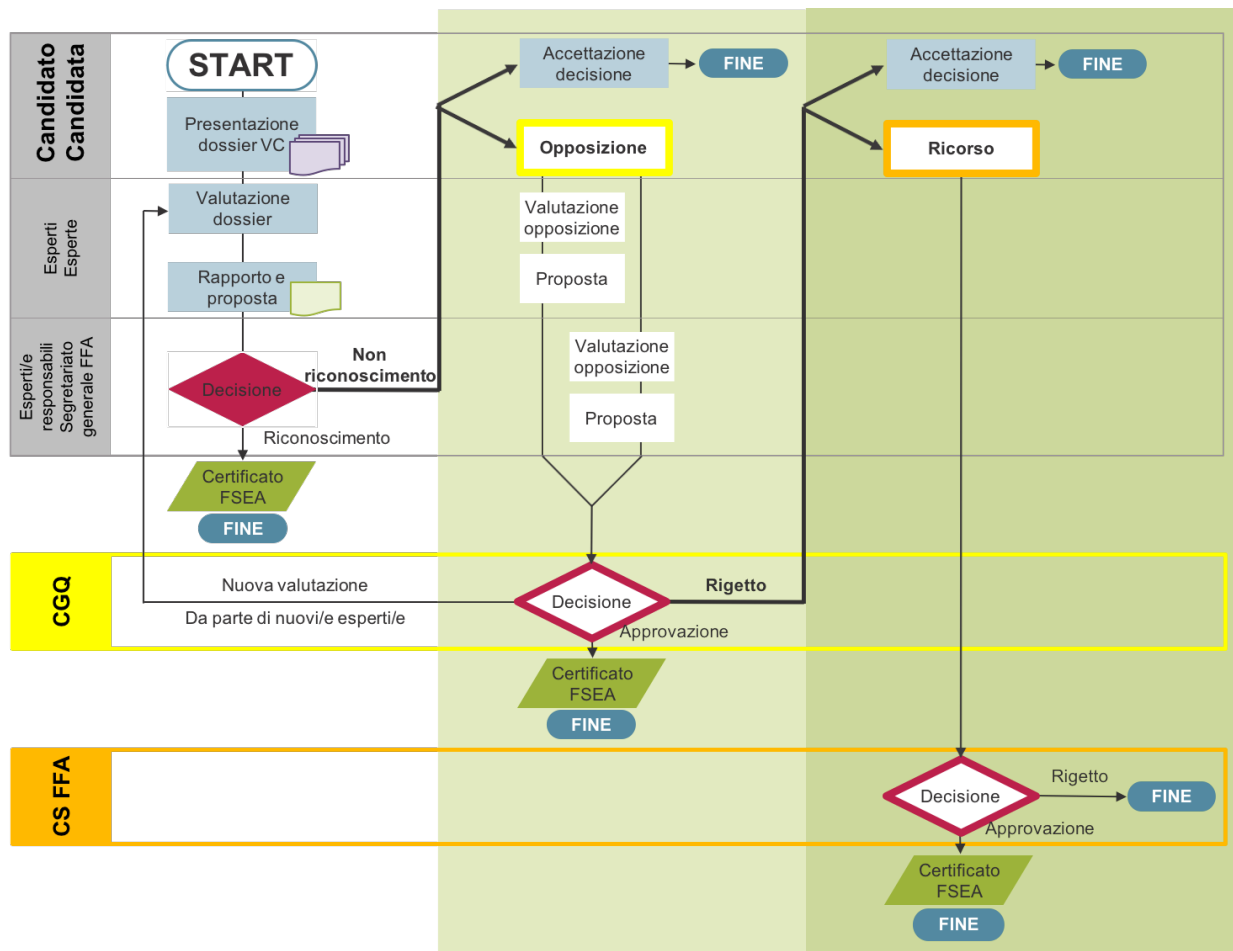 Candidato
Candidata
START
Presentazione
dossier VC
Accettazione
decisione
FINE
Opposizione
Accettazione
decisione
FINE
Ricorso
Esperti
Esperte
Valutazione
dossier
Rapporto e
proposta
Valutazione
opposizione
Proposta
Esperti/e
responsabili
Segretariato
generale FFA
Decisione
Non
riconoscimento
Riconoscimento
Valutazione
opposizione
Proposta
Certificato
FSEA
FINE
CGQ
Nuova valutazione
Da parte di nuovi/e esperti/e
Decisione
Rigetto
Approvazione
Certificato
FSEA
FINE
CS FFA
Decisione
Rigetto
FINE
Approvazione
Certificato
FSEA
FINE